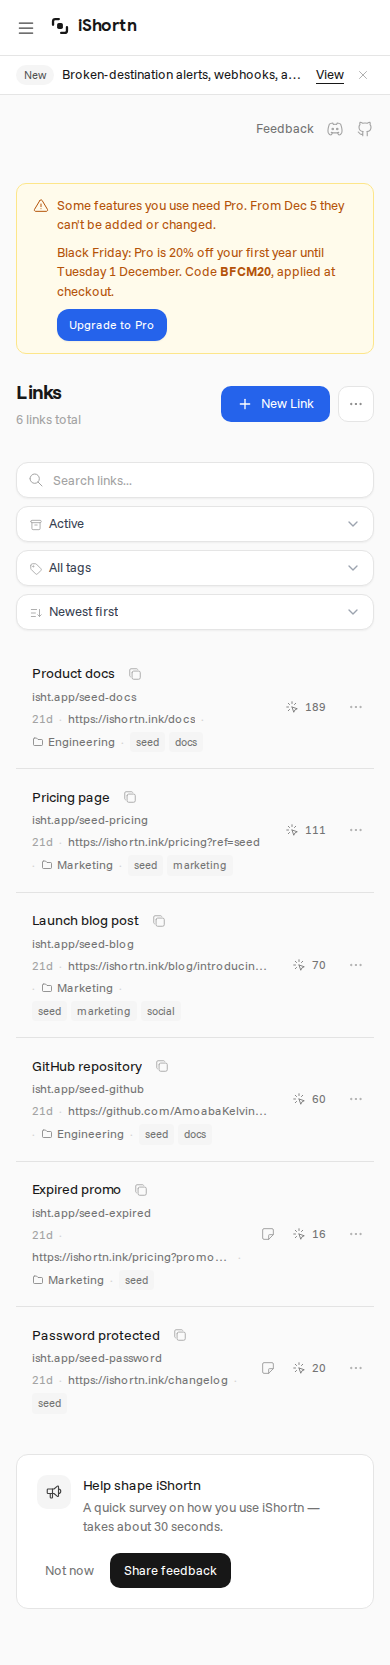 iShortn
New Broken-destination alerts, webhooks, a... View
Feedback
Some features you use need Pro. From Dec 5 they
can't be added or changed.
Black Friday: Pro is 20% off your first year until
Tuesday 1 December. Code BFCM20, applied at
checkout.
Upgrade to Pro
Links
6 links total
New Link
Search links...
Active
All tags
Newest first
Product docs
isht.app/seed-docs
21d · https://ishortn.ink/docs ·
189
Engineering · seed docs
Pricing page
isht.app/seed-pricing
111
21d · https://ishortn.ink/pricing?ref=seed
· Marketing · seed marketing
Launch blog post
isht.app/seed-blog
21d · https://ishortn.ink/blog/introducin...
70
· Marketing ·
seed marketing social
GitHub repository
isht.app/seed-github
60
21d · https://github.com/AmoabaKelvin...
· Engineering · seed docs
Expired promo
isht.app/seed-expired
21d ·
16
https://ishortn.ink/pricing?promo... ·
Marketing · seed
Password protected
isht.app/seed-password
20
21d · https://ishortn.ink/changelog ·
seed
Help shape iShortn
A quick survey on how you use iShortn —
takes about 30 seconds.
Not now
Share feedback